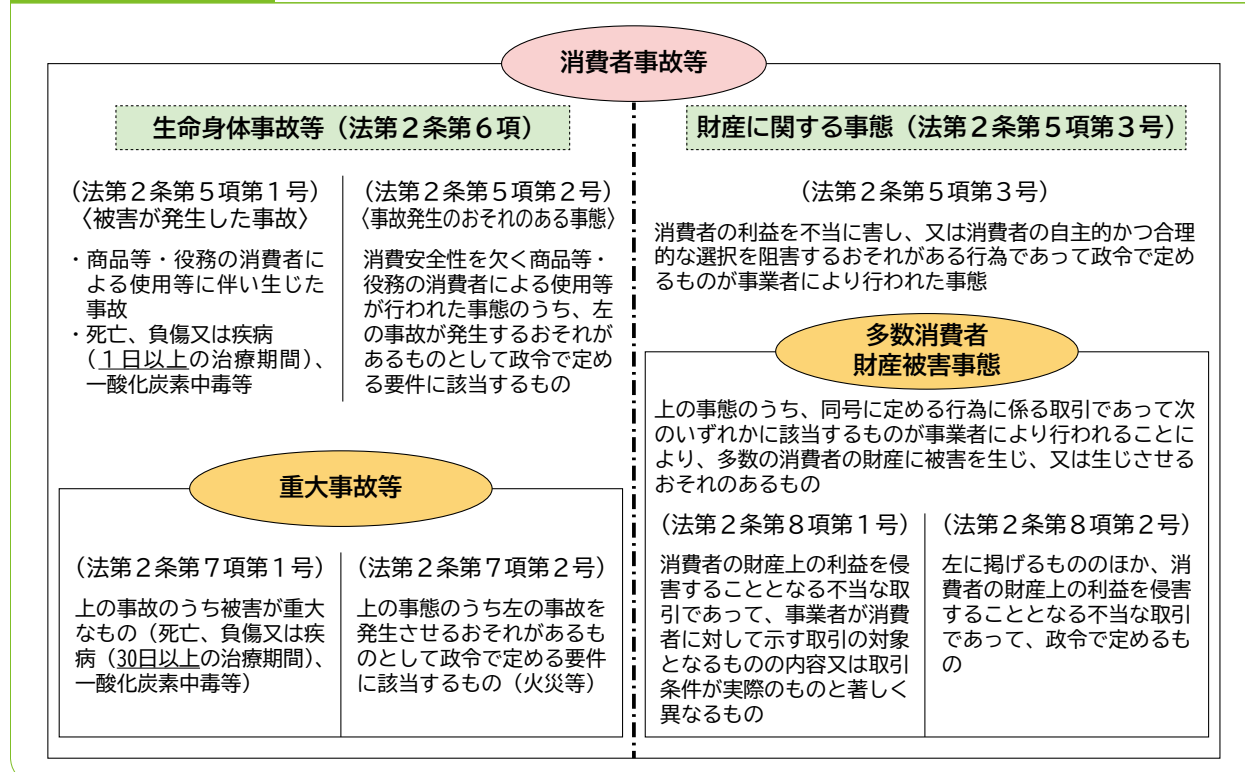 消費者事故等
生命身体事故等（法第２条第６項）
（法第２条第５項第１号）
〈被害が発生した事故〉
・商品等・役務の消費者に
よる使用等に伴い生じた
事故
・死亡、負傷又は疾病
（１日以上の治療期間）、
一酸化炭素中毒等
（法第２条第５項第２号）
〈事故発生のおそれのある事態〉
消費安全性を欠く商品等・
役務の消費者による使用等
が行われた事態のうち、左
の事故が発生するおそれが
あるものとして政令で定め
る要件に該当するもの
重大事故等
（法第２条第７項第１号）
上の事故のうち被害が重大
なもの（死亡、負傷又は疾
病（30日以上の治療期間）、
一酸化炭素中毒等）
（法第２条第７項第２号）
上の事態のうち左の事故を
発生させるおそれがあるも
のとして政令で定める要件
に該当するもの（火災等）
財産に関する事態（法第２条第５項第３号）
（法第２条第５項第３号）
消費者の利益を不当に害し、又は消費者の自主的かつ合理
的な選択を阻害するおそれがある行為であって政令で定め
るものが事業者により行われた事態
多数消費者
財産被害事態
上の事態のうち、同号に定める行為に係る取引であって次
のいずれかに該当するものが事業者により行われることに
より、多数の消費者の財産に被害を生じ、又は生じさせる
おそれのあるもの
（法第２条第８項第１号）
消費者の財産上の利益を侵
害することとなる不当な取
引であって、事業者が消費
者に対して示す取引の対象
となるものの内容又は取引
条件が実際のものと著しく
異なるもの
（法第２条第８項第２号）
左に掲げるもののほか、消
費者の財産上の利益を侵害
することとなる不当な取引
であって、政令で定めるも
の